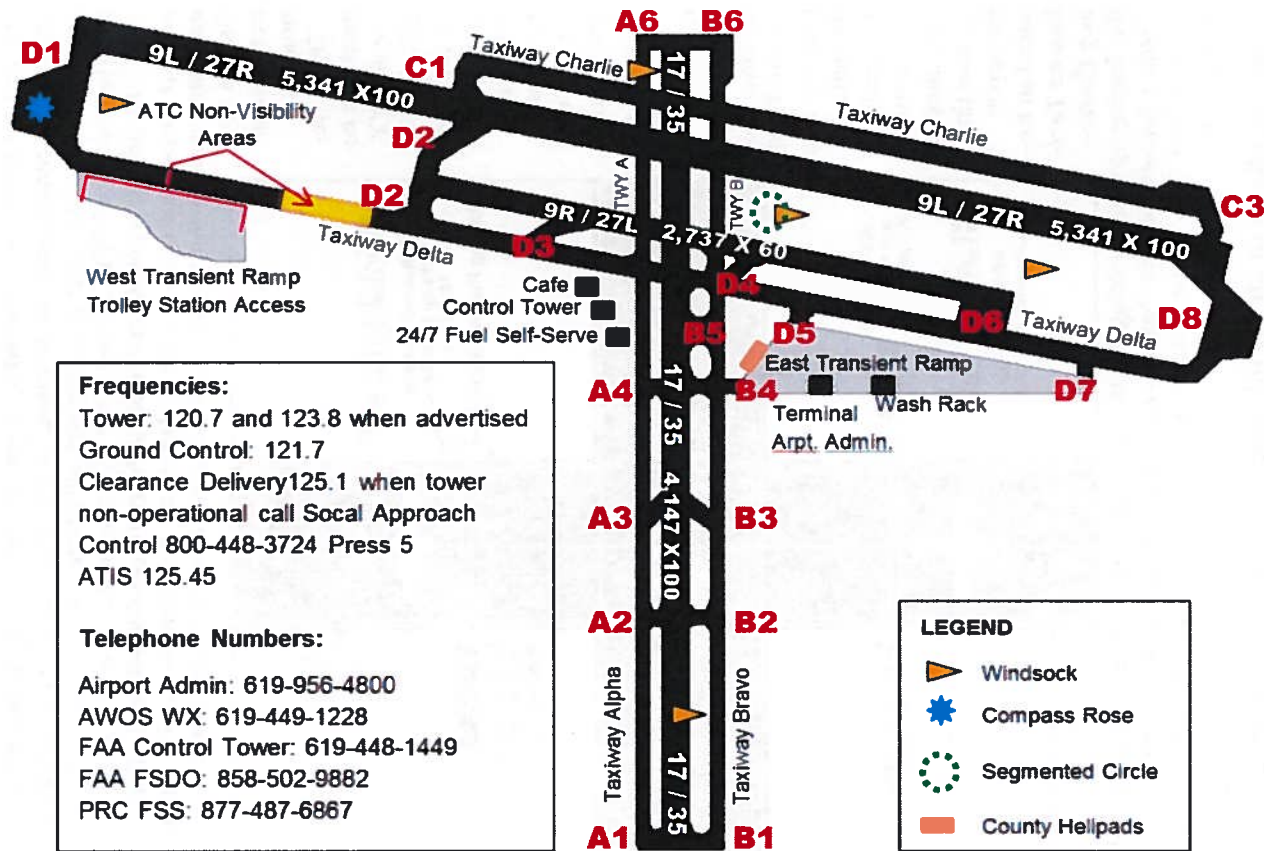 A6 B6
D1
9L / 27R 5,341 X100
C1
Taxiway Charlie
17 / 35
Taxiway Charlie
ATC Non-Visibility
Areas
D2
D2
TWY A
TWY B
9R / 27L 2,737 X 60
9L / 27R 5,341 X 100
C3
Taxiway Delta
D3
West Transient Ramp
Trolley Station Access
Cafe
Control Tower
24/7 Fuel Self-Serve
D4
B5
D5
D6
Taxiway Delta
D8
East Transient Ramp
A4
17 / 35 4,147 X100
B4
Terminal
Arpt. Admin.
Wash Rack
D7
A3
B3
A2
B2
Taxiway Alpha
Taxiway Bravo
17 / 35
A1
B1
Frequencies:
Tower: 120.7 and 123.8 when advertised
Ground Control: 121.7
Clearance Delivery125.1 when tower
non-operational call Socal Approach
Control 800-448-3724 Press 5
ATIS 125.45
Telephone Numbers:
Airport Admin: 619-956-4800
AWOS WX: 619-449-1228
FAA Control Tower: 619-448-1449
FAA FSDO: 858-502-9882
PRC FSS: 877-487-6867
LEGEND
Windsock
Compass Rose
Segmented Circle
County Helipads